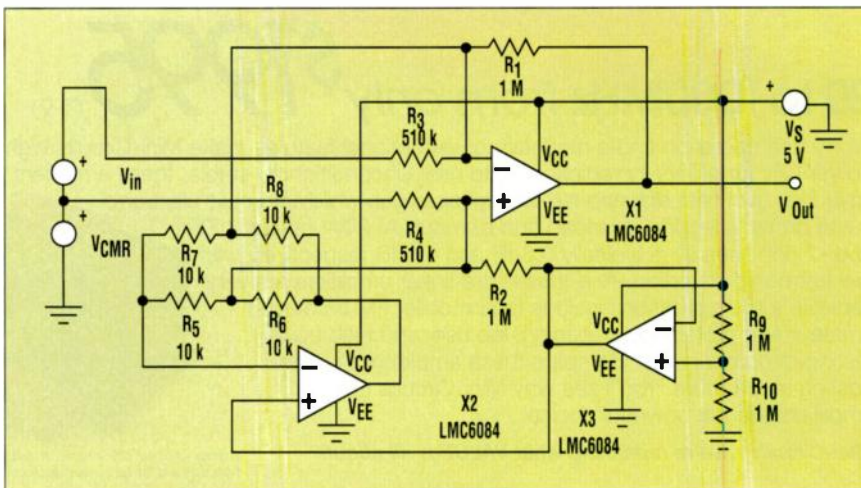 R1
1 M
R3
510 k
VS
5 V
VCC
Vin
R8
10 k
VEE
X1
LMC6084
V Out
VCMR
R4
510 k
R7
10 k
R2
1 M
R5
10 k
R6
10 k
VCC
VEE
R9
1 M
VCC
VEE
X2
LMC6084
X3
LMC6084
R10
1 M